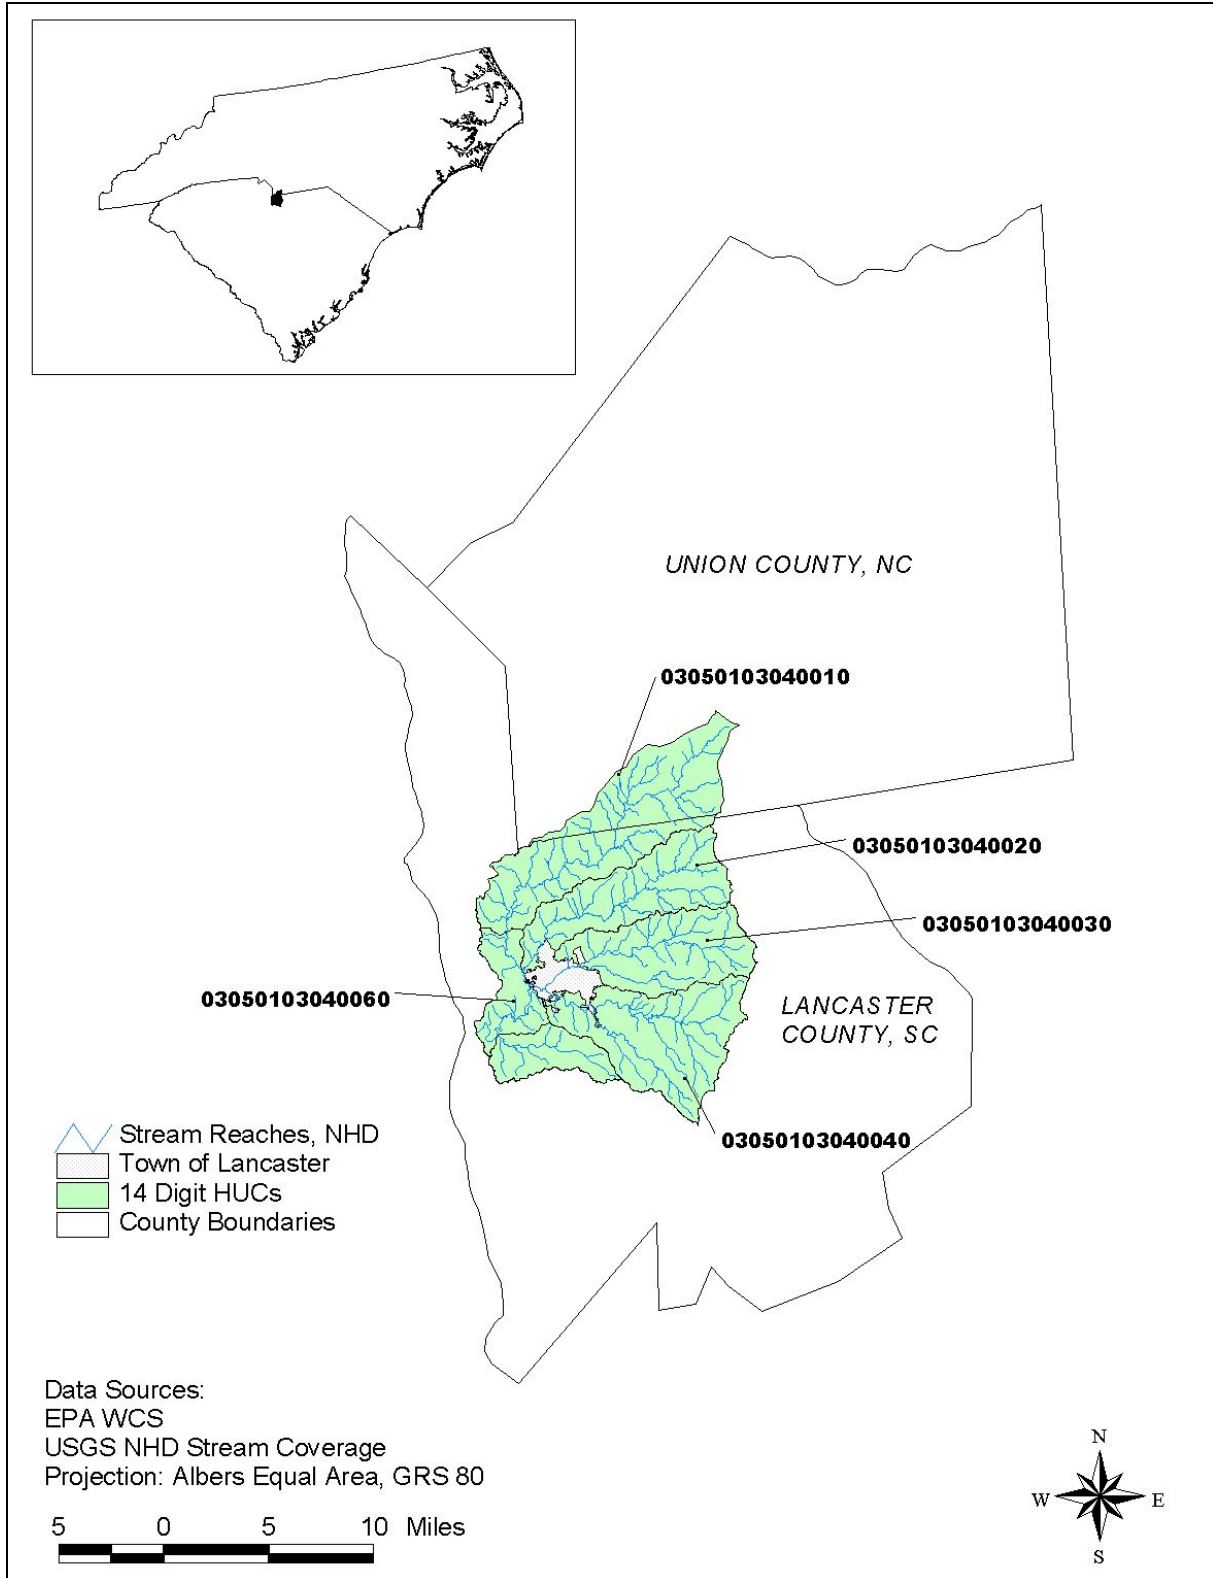 UNION COUNTY, NC
03050103040010
03050103040020
03050103040030
03050103040060
LANCASTER
COUNTY, SC
03050103040040
Stream Reaches, NHD
Town of Lancaster
14 Digit HUCs
County Boundaries
Data Sources:
EPA WCS
USGS NHD Stream Coverage
Projection: Albers Equal Area, GRS 80
5 0 5 10 Miles
N
W E
S